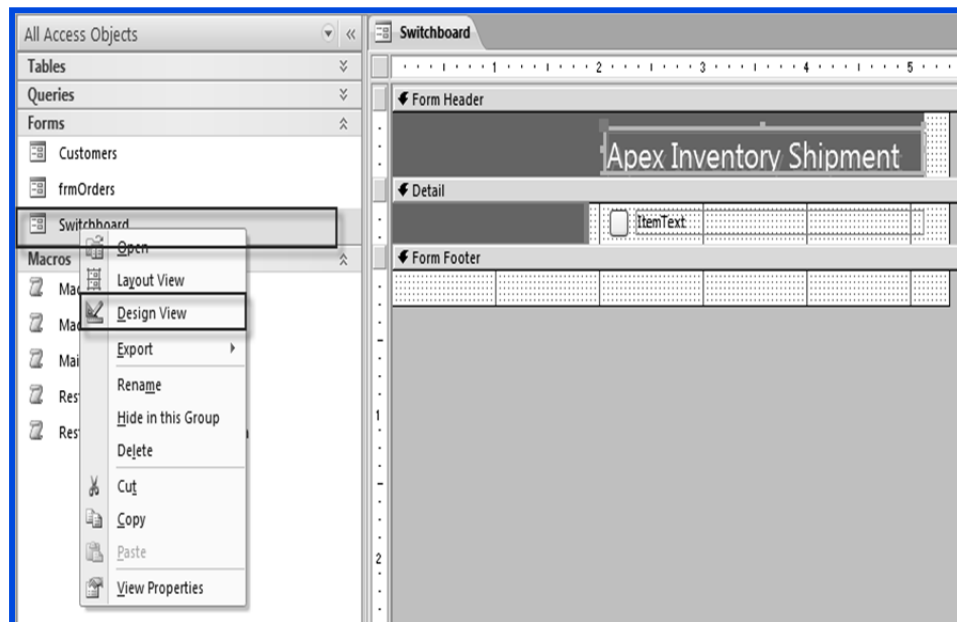 All Access Objects
Tables
Queries
Forms
Customers
frmOrders
Switchboard
Macros
Open
Layout View
Design View
Export
Rename
Hide in this Group
Delete
Cut
Copy
Paste
View Properties
Switchboard
1 2 3 4 5
Form Header
Apex Inventory Shipment
Detail
ItemText
Form Footer
1
2